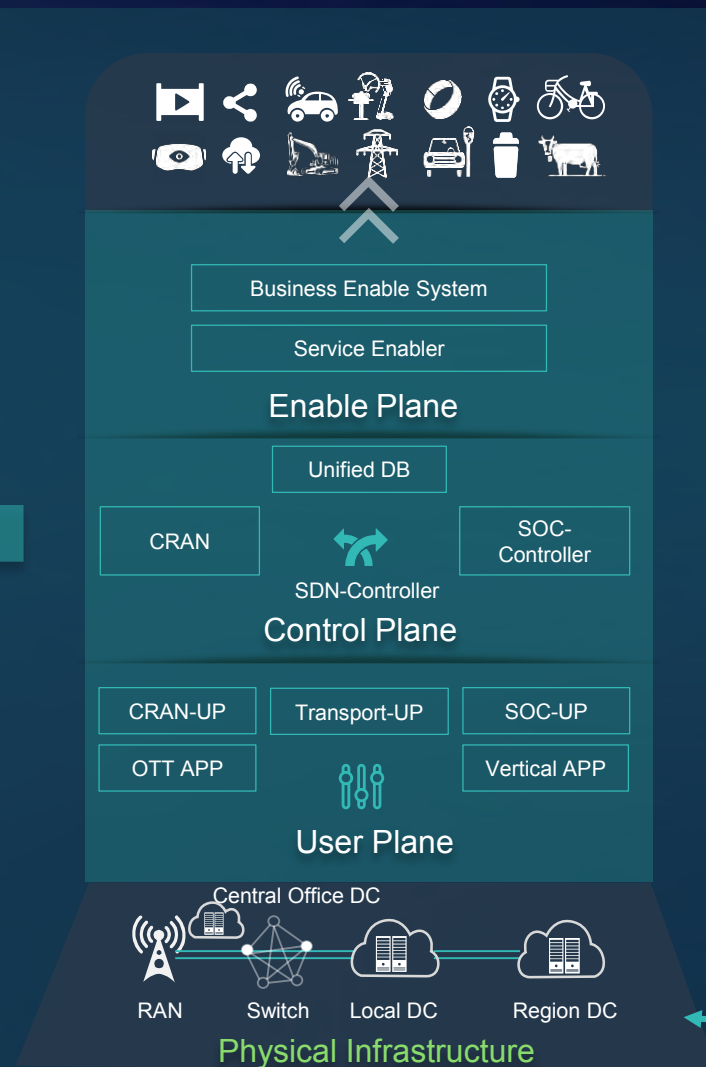 Business Enable System
Service Enabler
Enable Plane
Unified DB
CRAN
SOC-
Controller
SDN-Controller
Control Plane
CRAN-UP
Transport-UP
SOC-UP
OTT APP
Vertical APP
User Plane
Central Office DC
RAN
Switch
Local DC
Region DC
Physical Infrastructure